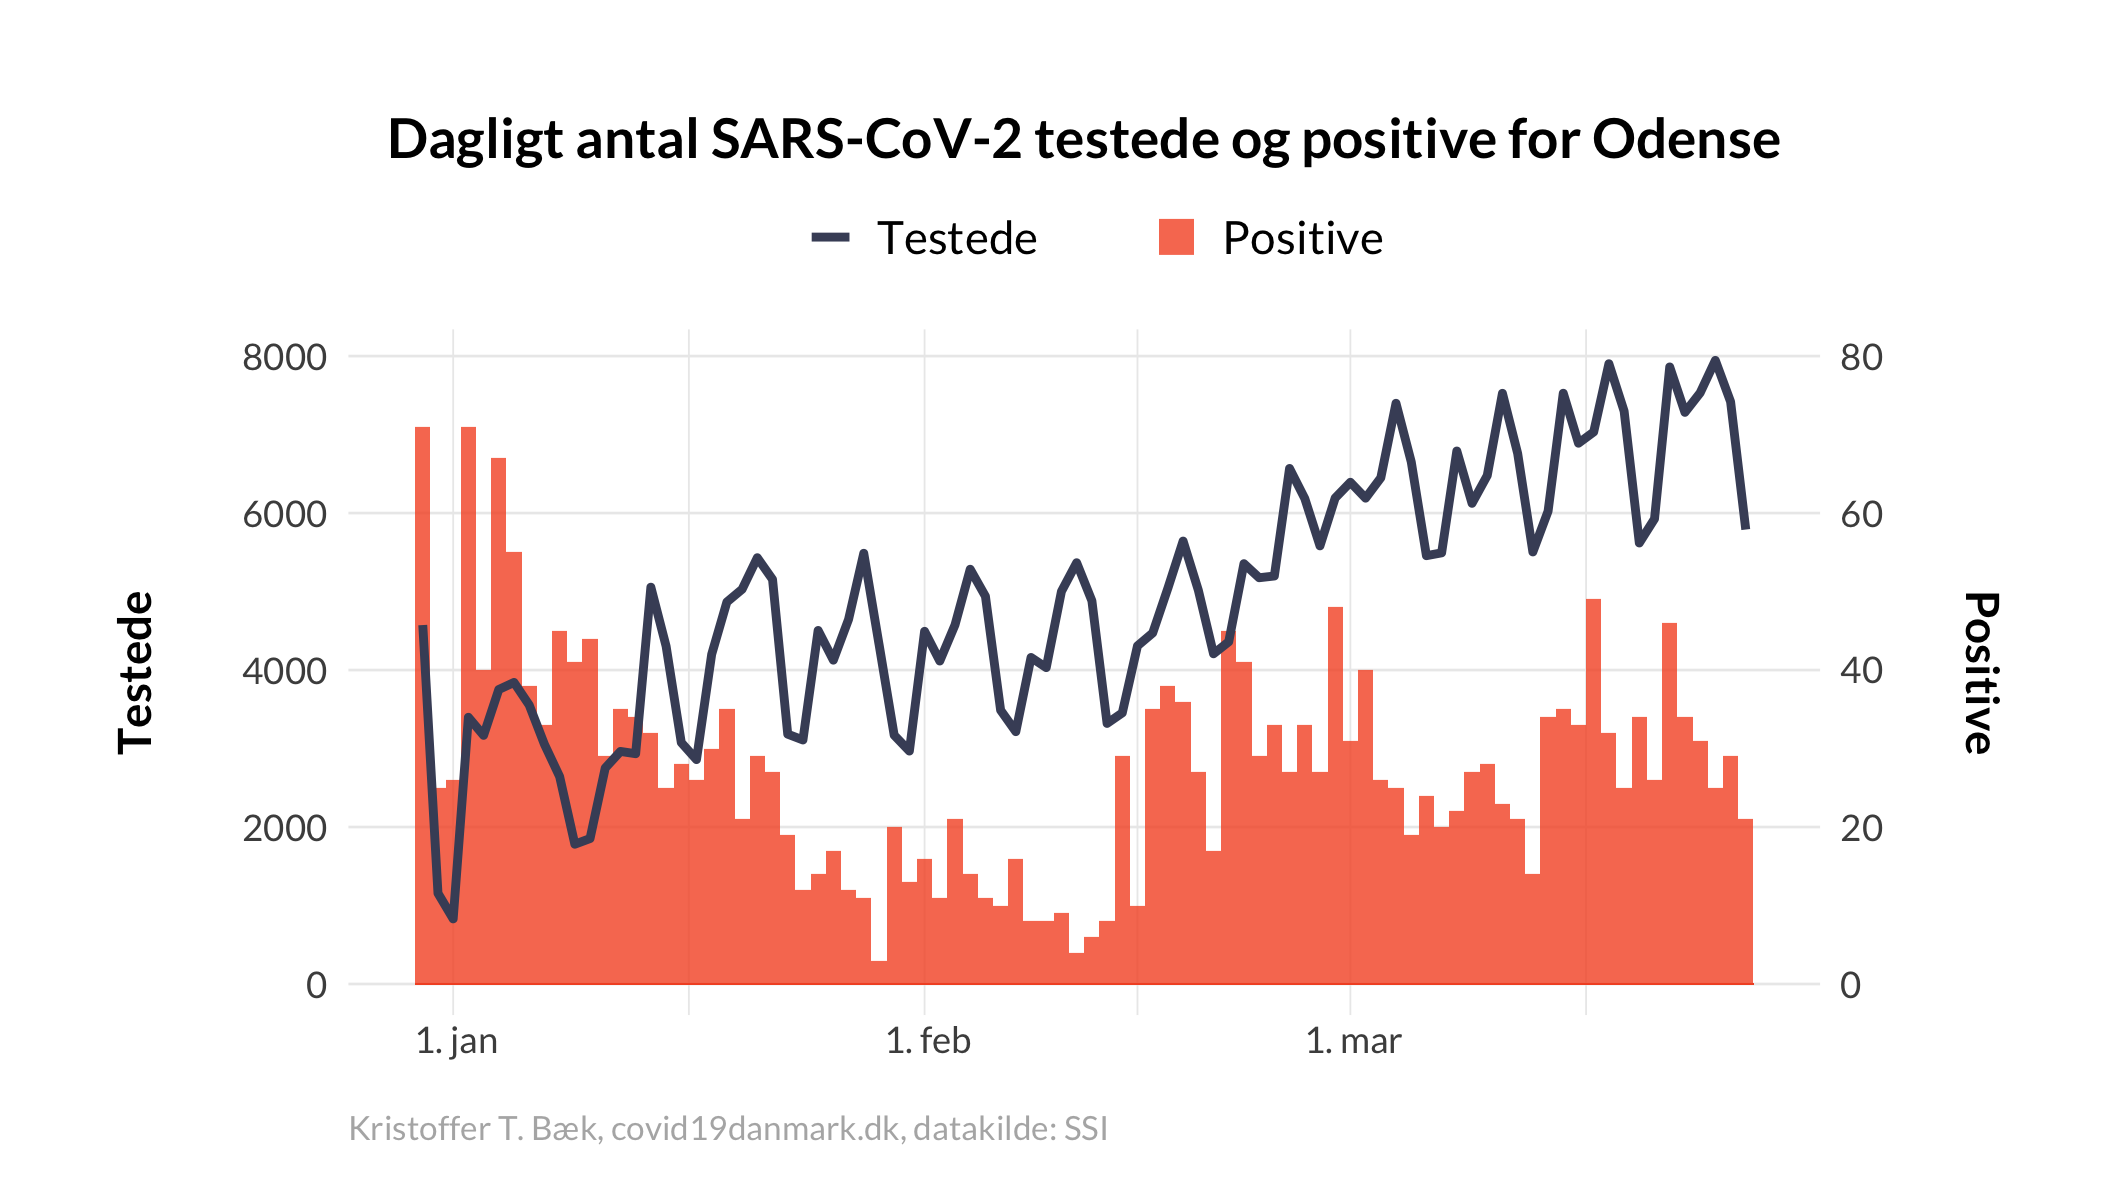 Dagligt antal SARS-CoV-2 testede og positive for Odense
Testede
Positive
8000
6000
4000
2000
0
80
60
40
20
0
Testede
Positive
1. jan
1. feb
1. mar
Kristoffer T. Bæk, covid19danmark.dk, datakilde: SSI